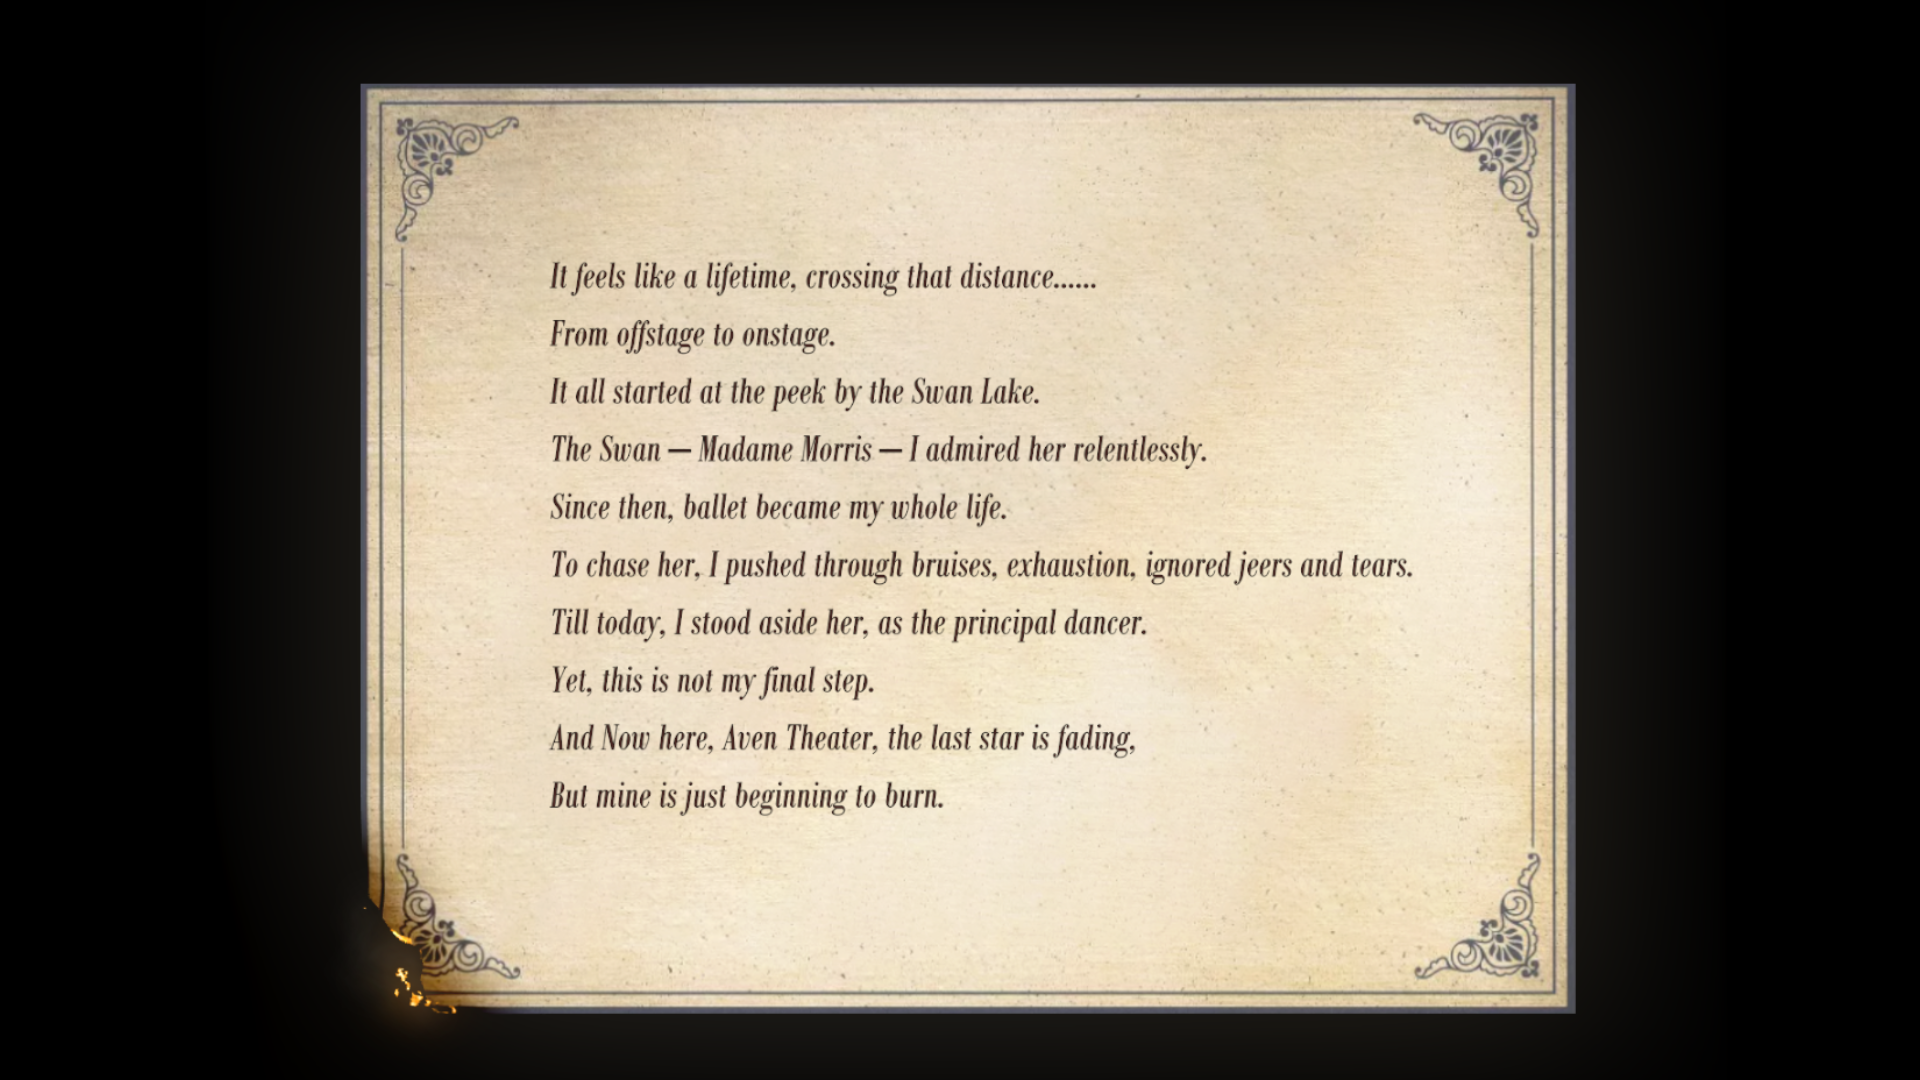 It feels like a lifetime, crossing that distance......
From offstage to onstage.
It all started at the peek by the Swan Lake.
The Swan — Madame Morris — I admired her relentlessly.
Since then, ballet became my whole life.
To chase her, I pushed through bruises, exhaustion, ignored jeers and tears.
Till today, I stood aside her, as the principal dancer.
Yet, this is not my final step.
And Now here, Aven Theater, the last star is fading,
But mine is just beginning to burn.